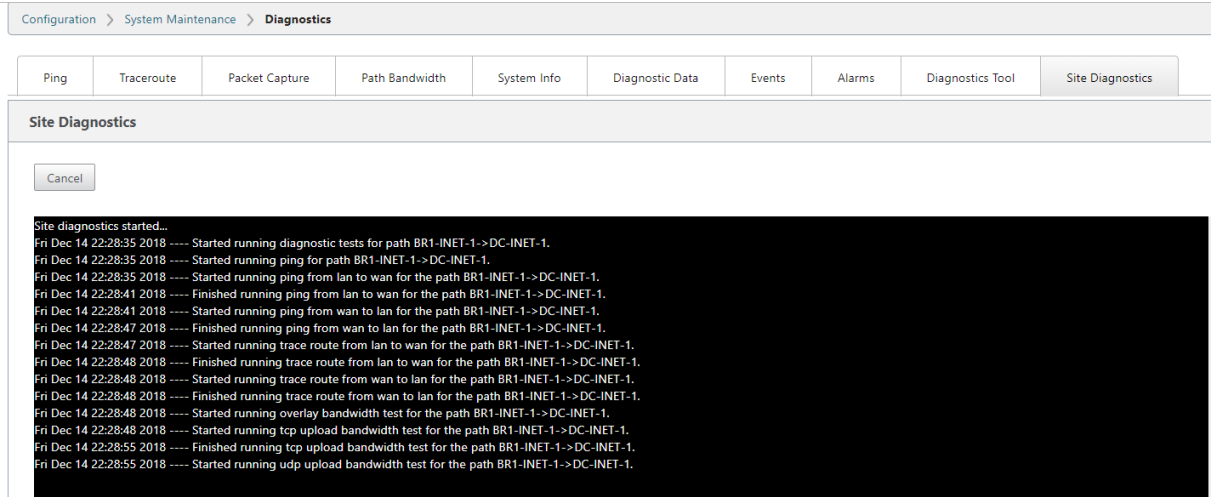 Configuration > System Maintenance > Diagnostics
Ping Traceroute Packet Capture Path Bandwidth System Info Diagnostic Data Events Alarms Diagnostics Tool Site Diagnostics
Site Diagnostics
Cancel
Site diagnostics started...
Fri Dec 14 22:28:35 2018 ---- Started running diagnostic tests for path BR1-INET-1->DC-INET-1.
Fri Dec 14 22:28:35 2018 ---- Started running ping for path BR1-INET-1->DC-INET-1.
Fri Dec 14 22:28:35 2018 ---- Started running ping from lan to wan for the path BR1-INET-1->DC-INET-1.
Fri Dec 14 22:28:41 2018 ---- Finished running ping from lan to wan for the path BR1-INET-1->DC-INET-1.
Fri Dec 14 22:28:41 2018 ---- Started running ping from wan to lan for the path BR1-INET-1->DC-INET-1.
Fri Dec 14 22:28:47 2018 ---- Finished running ping from wan to lan for the path BR1-INET-1->DC-INET-1.
Fri Dec 14 22:28:47 2018 ---- Started running trace route from lan to wan for the path BR1-INET-1->DC-INET-1.
Fri Dec 14 22:28:48 2018 ---- Finished running trace route from lan to wan for the path BR1-INET-1->DC-INET-1.
Fri Dec 14 22:28:48 2018 ---- Started running trace route from wan to lan for the path BR1-INET-1->DC-INET-1.
Fri Dec 14 22:28:48 2018 ---- Finished running trace route from wan to lan for the path BR1-INET-1->DC-INET-1.
Fri Dec 14 22:28:48 2018 ---- Started running overlay bandwidth test for the path BR1-INET-1->DC-INET-1.
Fri Dec 14 22:28:48 2018 ---- Started running tcp upload bandwidth test for the path BR1-INET-1->DC-INET-1.
Fri Dec 14 22:28:55 2018 ---- Finished running tcp upload bandwidth test for the path BR1-INET-1->DC-INET-1.
Fri Dec 14 22:28:55 2018 ---- Started running udp upload bandwidth test for the path BR1-INET-1->DC-INET-1.